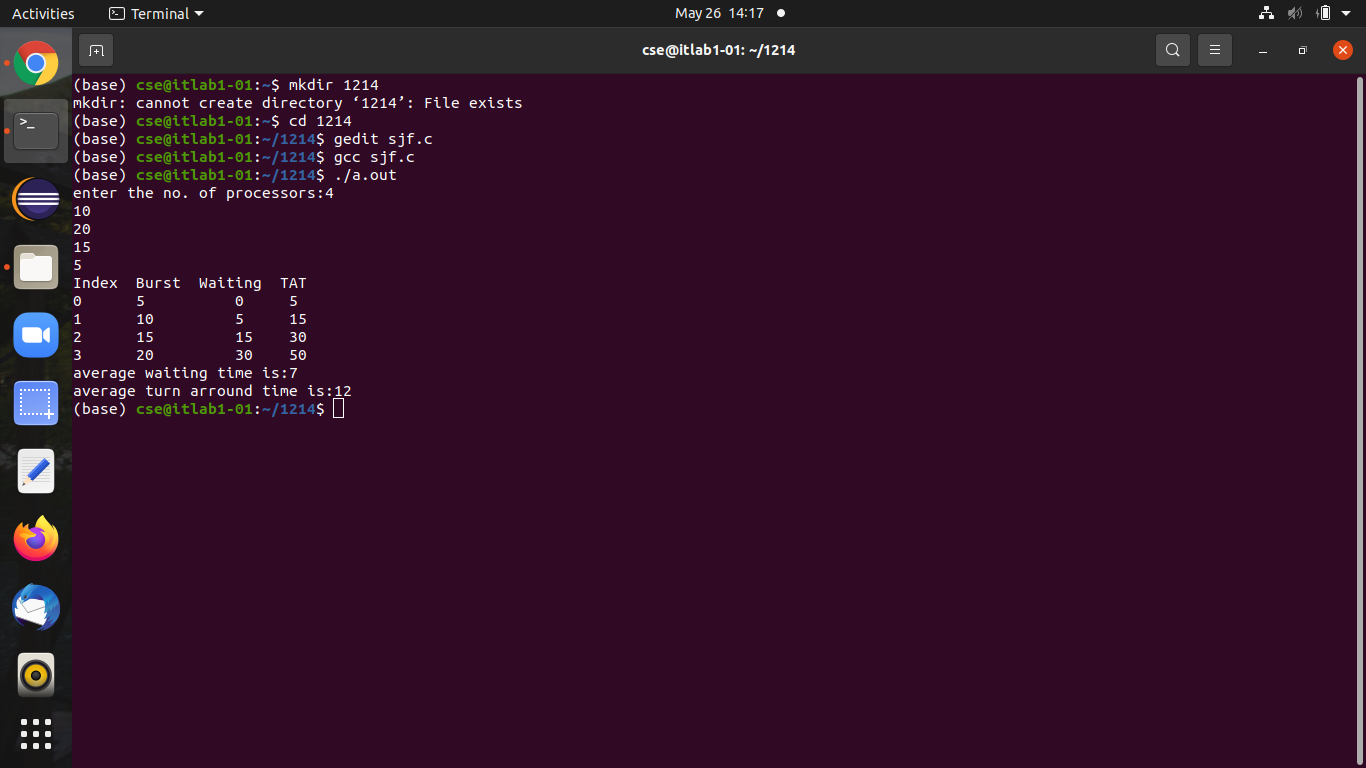 Activities Terminal May 26 14:17
cse@itlab1-01: ~/1214
(base) cse@itlab1-01:~$ mkdir 1214
mkdir: cannot create directory ‘1214’: File exists
(base) cse@itlab1-01:~$ cd 1214
(base) cse@itlab1-01:~/1214$ gedit sjf.c
(base) cse@itlab1-01:~/1214$ gcc sjf.c
(base) cse@itlab1-01:~/1214$ ./a.out
enter the no. of processors:4
10
20
15
5
Index Burst Waiting TAT
0 5 0 5
1 10 5 15
2 15 15 30
3 20 30 50
average waiting time is:7
average turn arround time is:12
(base) cse@itlab1-01:~/1214$